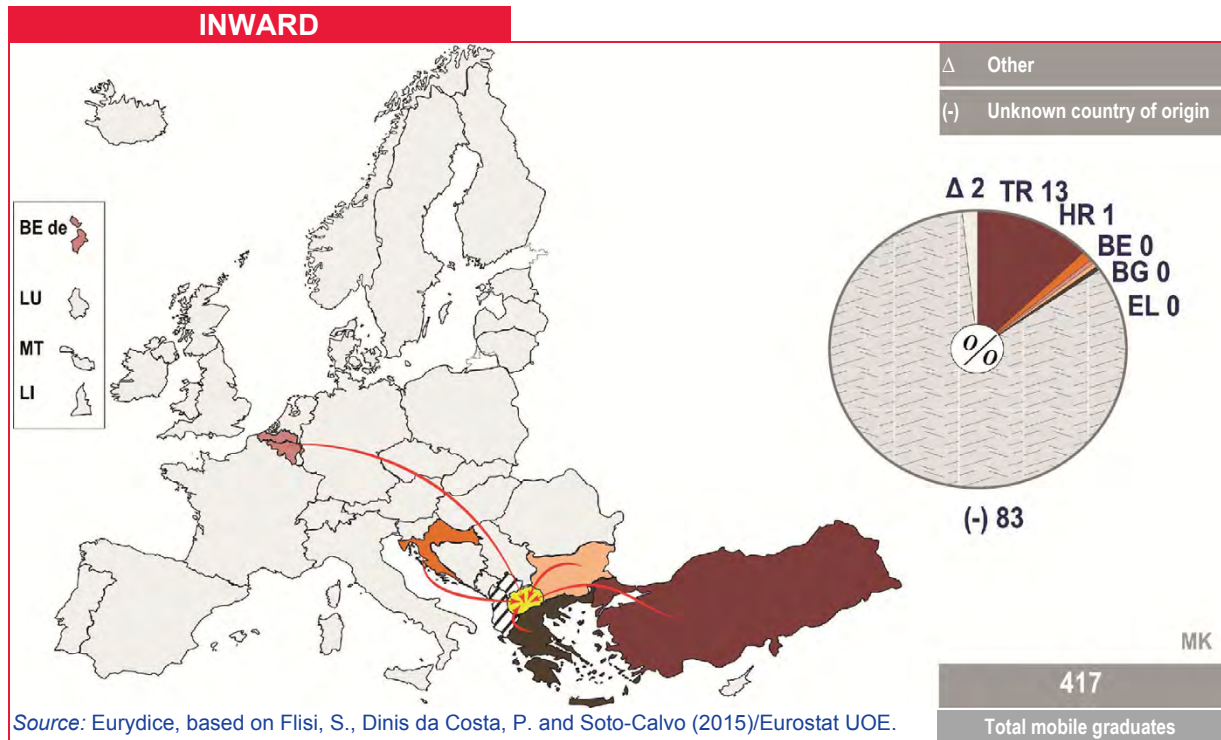 INWARD
Δ Other
(-) Unknown country of origin
BE de
LU
MT
LI
Δ 2
TR 13
HR 1
BE 0
BG 0
EL 0
%
(-) 83
MK
417
Total mobile graduates
Source: Eurydice, based on Flisi, S., Dinis da Costa, P. and Soto-Calvo (2015)/Eurostat UOE.